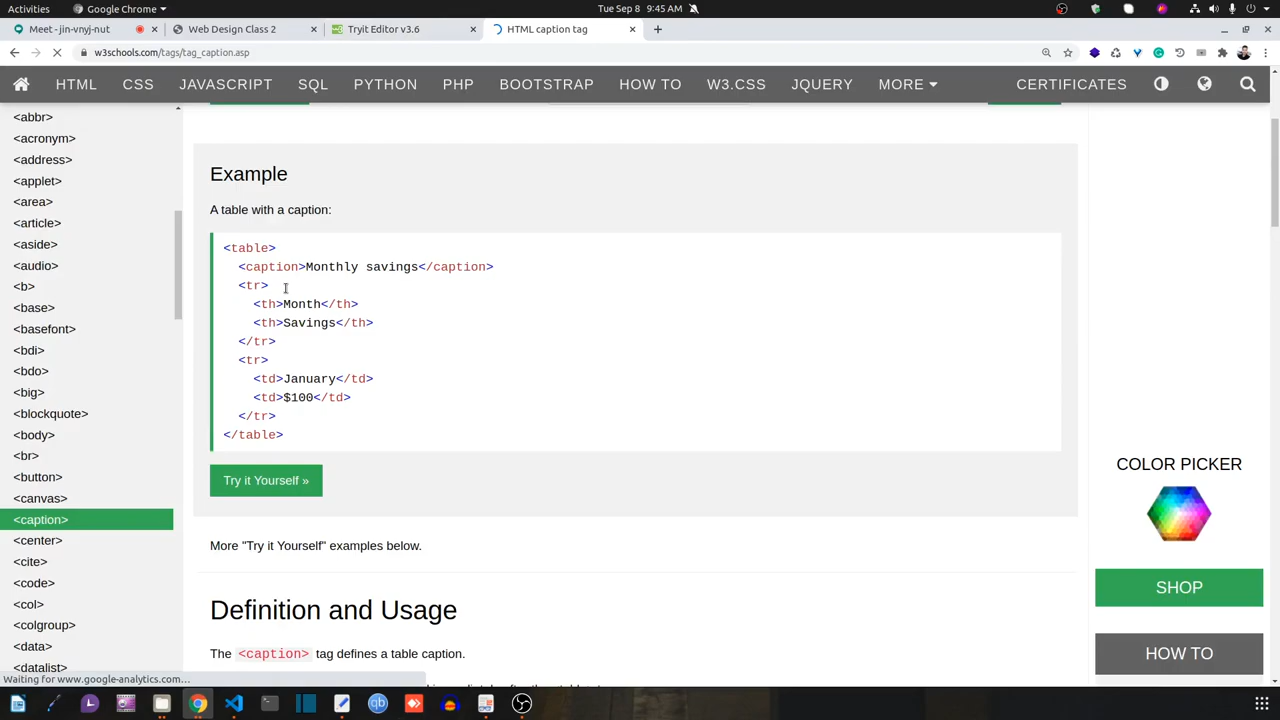 Activities Google Chrome Tue Sep 8 9:45 AM
Meet - jin-vnyj-nut × Web Design Class 2 × Tryit Editor v3.6 × HTML caption tag × +
w3schools.com/tags/tag_caption.asp
HTML CSS JAVASCRIPT SQL PYTHON PHP BOOTSTRAP HOW TO W3.CSS JQUERY MORE CERTIFICATES
<abbr>
<acronym>
<address>
<applet>
<area>
<article>
<aside>
<audio>
<b>
<base>
<basefont>
<bdi>
<bdo>
<big>
<blockquote>
<body>
<br>
<button>
<canvas>
<caption>
<center>
<cite>
<code>
<col>
<colgroup>
<data>
<datalist>
Example
A table with a caption:
<table>
<caption>Monthly savings</caption>
<tr>
<th>Month</th>
<th>Savings</th>
</tr>
<tr>
<td>January</td>
<td>$100</td>
</tr>
</table>
Try it Yourself »
More "Try it Yourself" examples below.
Definition and Usage
The <caption> tag defines a table caption.
COLOR PICKER
SHOP
HOW TO
Waiting for www.google-analytics.com...